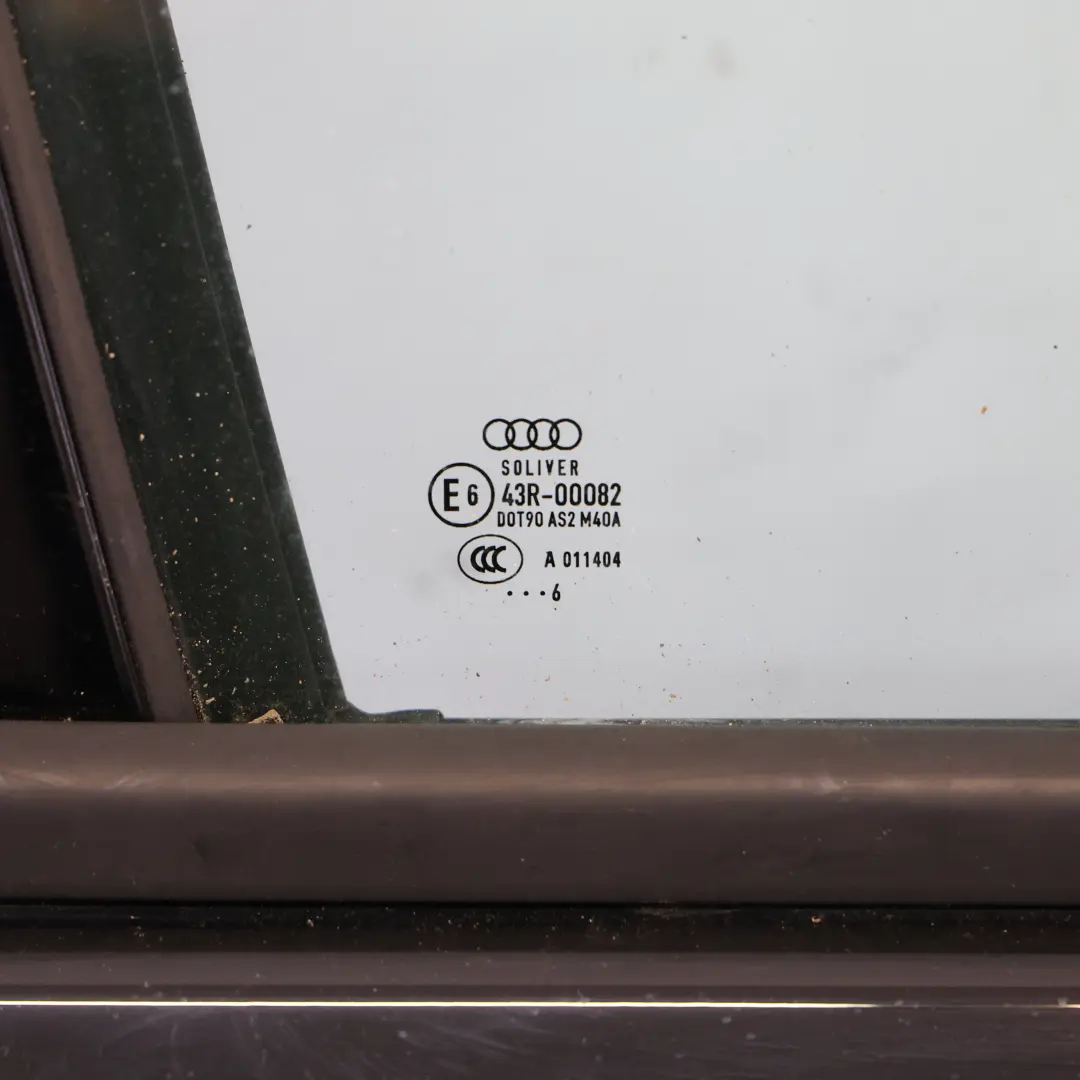 SOLIVER
E6 43R-00082
DOT90 AS2 M40A
CCC A 011404
...6